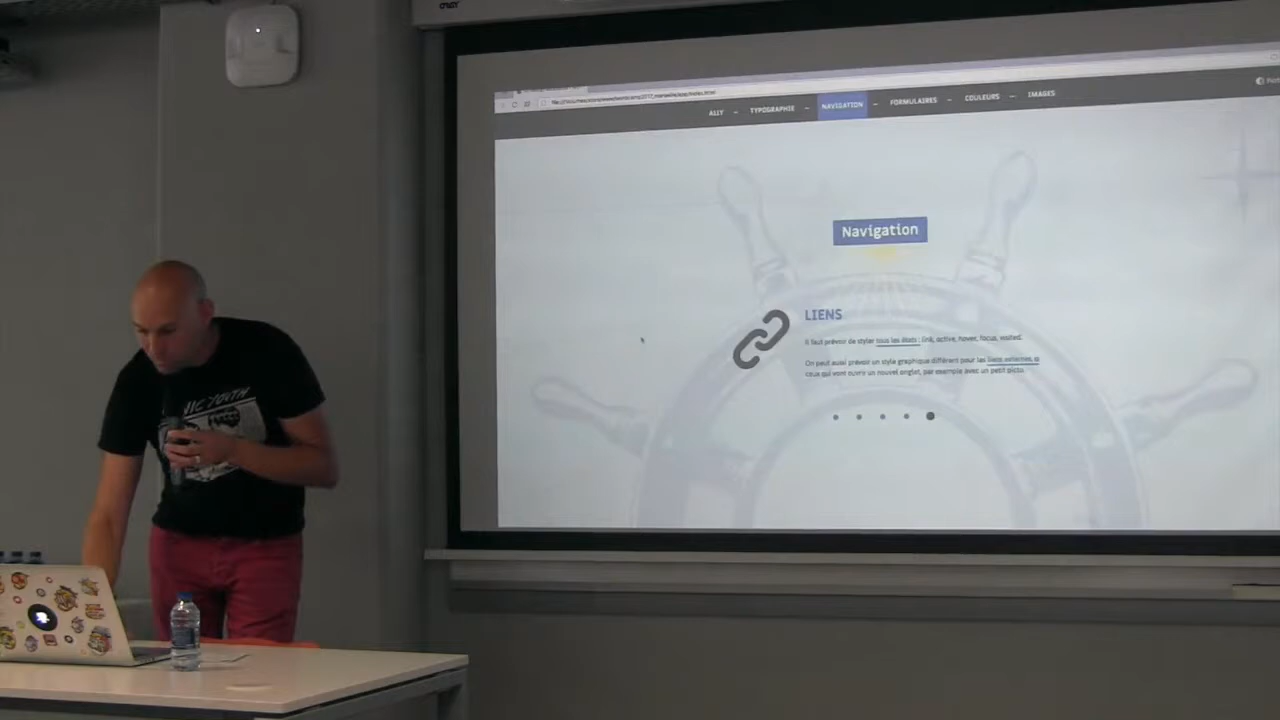 A11Y – TYPOGRAPHIE – NAVIGATION – FORMULAIRES – COULEURS – IMAGES
Navigation
LIENS
Il faut prévoir de styler tous les états : link, active, hover, focus, visited.
On peut aussi prévoir un style graphique différent pour les liens externes, si
ceux qui vont ouvrir un nouvel onglet, par exemple avec un petit picto.
NIC YOUTH